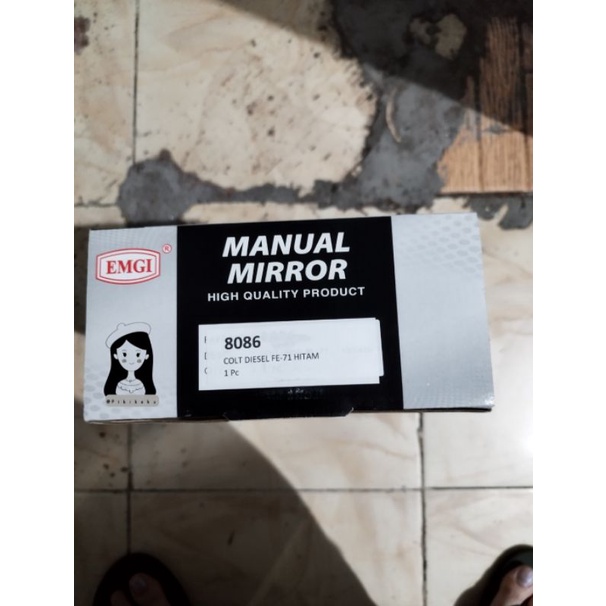 EMGI®
MANUAL
MIRROR
HIGH QUALITY PRODUCT
8086
COLT DIESEL FE-71 HITAM
1 Pc